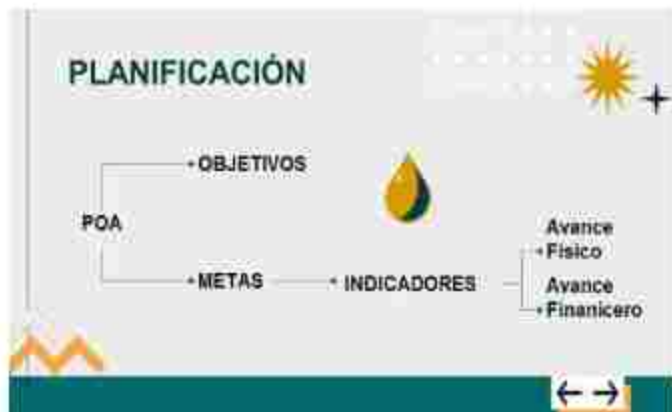 PLANIFICACIÓN
OBJETIVOS
POA
METAS
INDICADORES
Avance
Físico
Avance
Finanicero